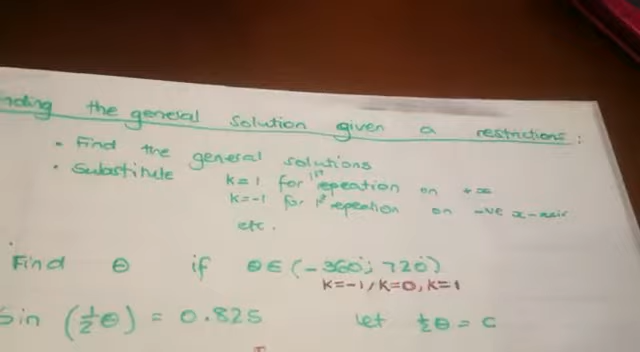 nding the general solution given a restrictions:
• Find the general solutions
• Substitute k=1 for 1st repeation on +x
k=-1 for 1st repeation on -ve x-axis
etc.
Find θ if θ∈(-360°; 720°)
k=-1, k=0, k=1
Sin (½θ) = 0.825 Let ½θ = C